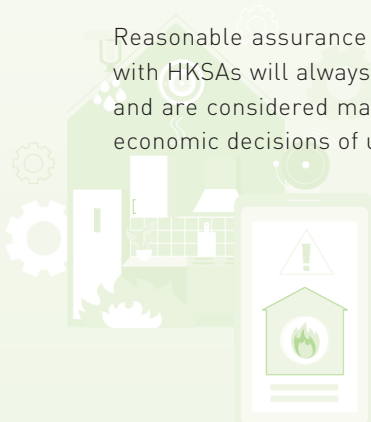 Reasonable assurance
with HKSAs will always
and are considered ma
economic decisions of u